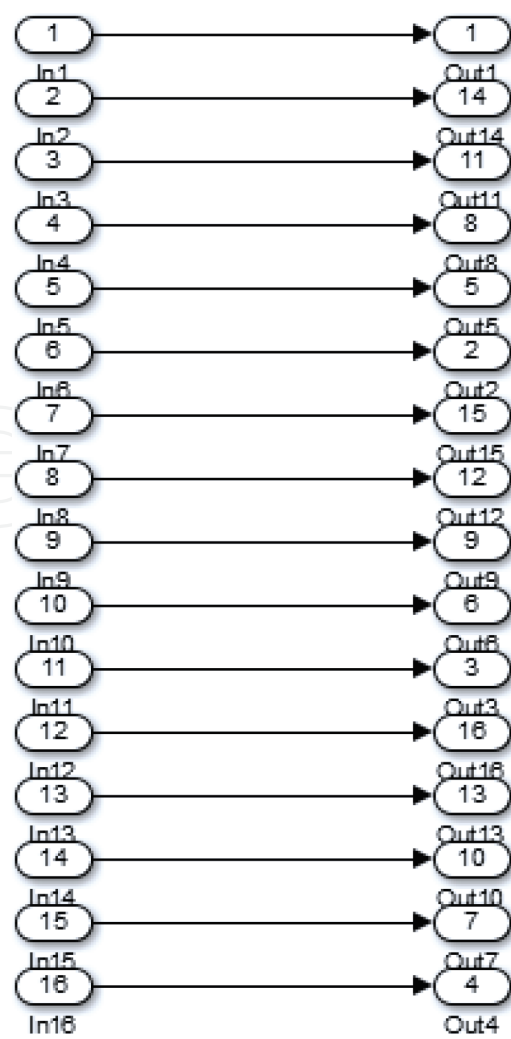 1 1
In1 Out1
2 14
In2 Out14
3 11
In3 Out11
4 8
In4 Out8
5 5
In5 Out5
6 2
In6 Out2
7 15
In7 Out15
8 12
In8 Out12
9 9
In9 Out9
10 6
In10 Out6
11 3
In11 Out3
12 16
In12 Out16
13 13
In13 Out13
14 10
In14 Out10
15 7
In15 Out7
16 4
In16 Out4